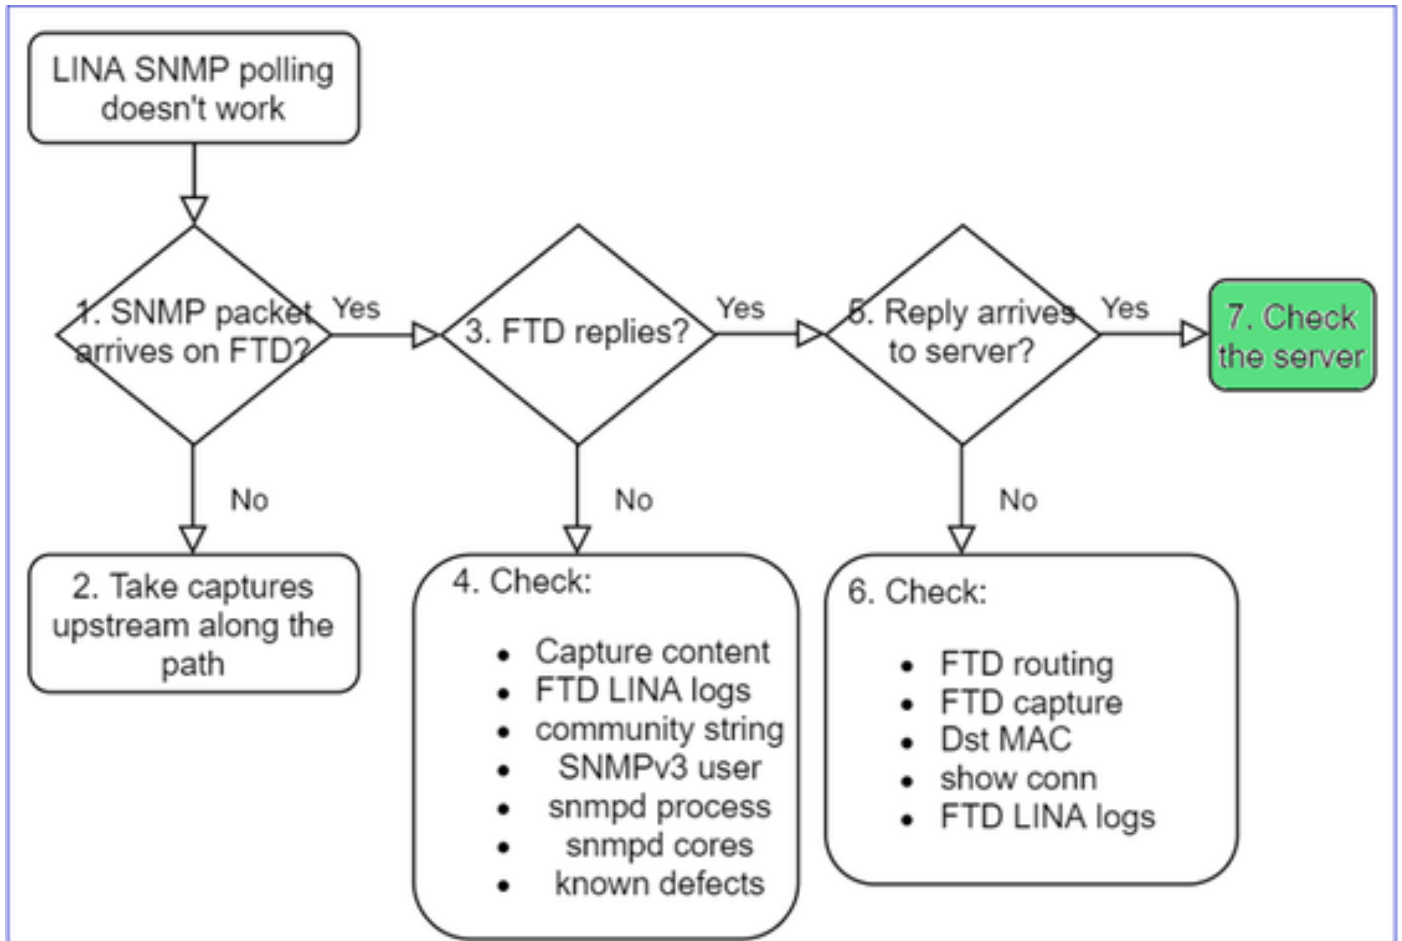 LINA SNMP polling
doesn't work
1. SNMP packet
arrives on FTD?
Yes
3. FTD replies?
Yes
5. Reply arrives
to server?
Yes
7. Check
the server
No
No
No
2. Take captures
upstream along the
path
4. Check:
• Capture content
• FTD LINA logs
• community string
• SNMPv3 user
• snmpd process
• snmpd cores
• known defects
6. Check:
• FTD routing
• FTD capture
• Dst MAC
• show conn
• FTD LINA logs